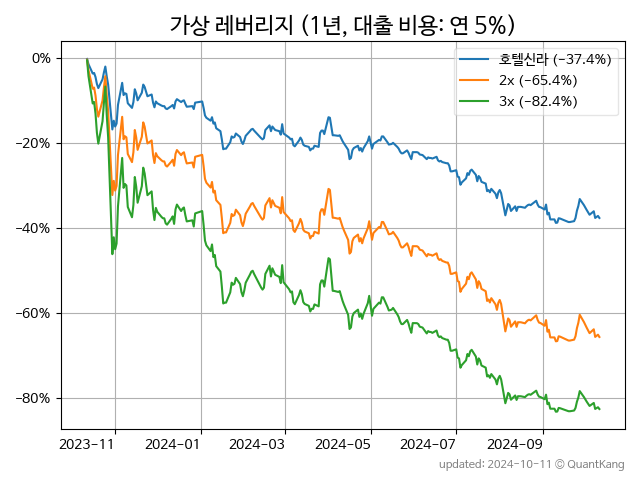 가상 레버리지 (1년, 대출 비용: 연 5%)
호텔신라 (−37.4%)
2x (−65.4%)
3x (−82.4%)
0%
−20%
−40%
−60%
−80%
2023−11 2024−01 2024−03 2024−05 2024−07 2024−09
updated: 2024-10-11 © QuantKang